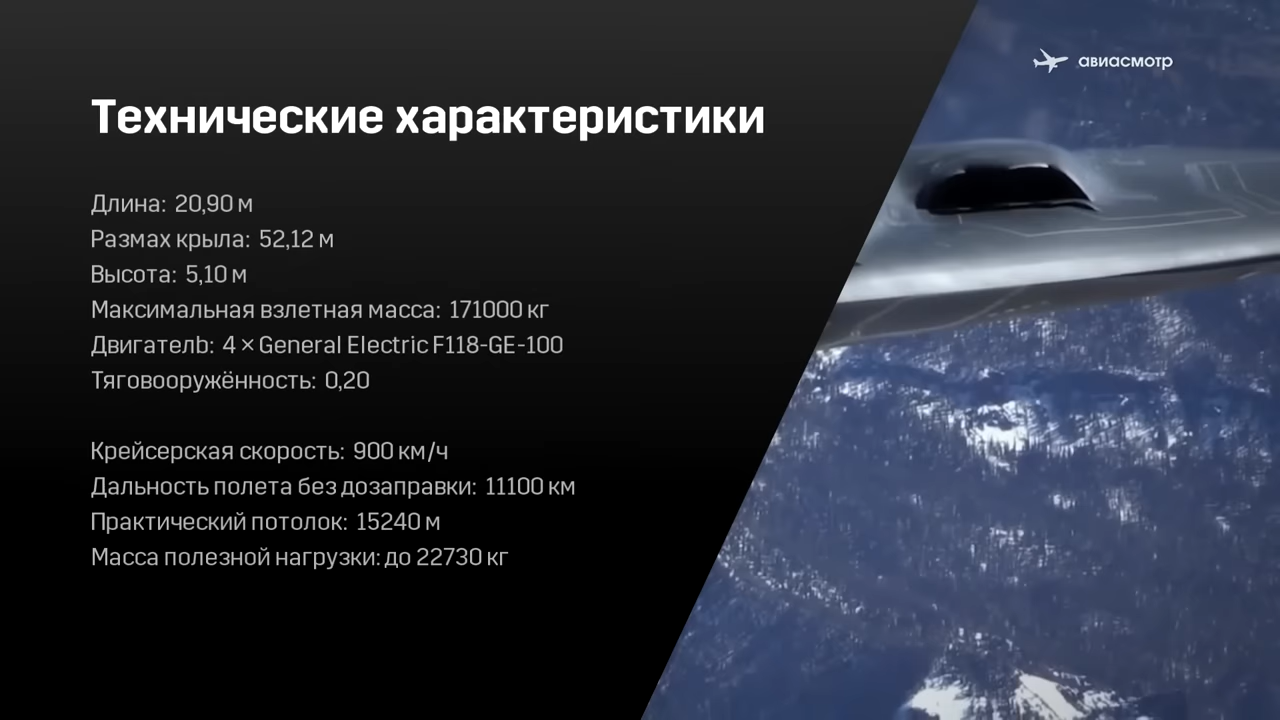 авиасмотр
Технические характеристики
Длина: 20,90 м
Размах крыла: 52,12 м
Высота: 5,10 м
Максимальная взлетная масса: 171000 кг
Двигателb: 4 × General Electric F118-GE-100
Тяговооружённость: 0,20
Крейсерская скорость: 900 км/ч
Дальность полета без дозаправки: 11100 км
Практический потолок: 15240 м
Масса полезной нагрузки: до 22730 кг